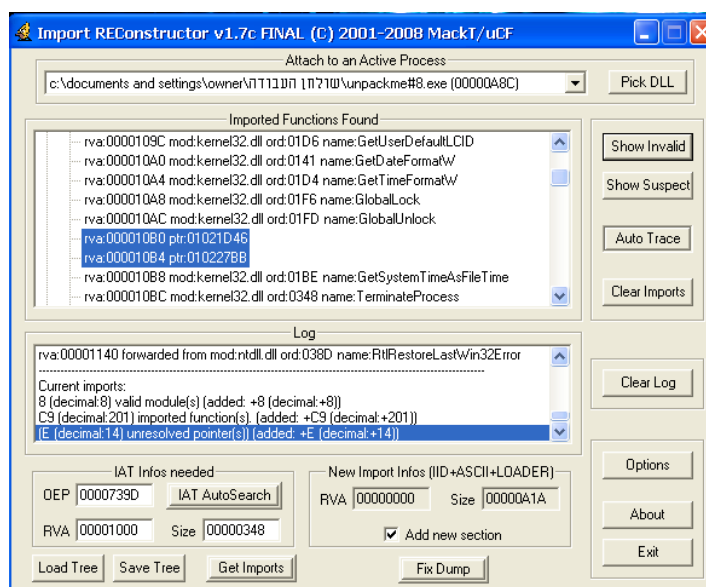 Import REConstructor v1.7c FINAL (C) 2001-2008 MackT/uCF
Attach to an Active Process
c:\documents and settings\owner\שולחן העבודה\unpackme#8.exe (00000A8C)
Pick DLL
Imported Functions Found
rva:0000109C mod:kernel32.dll ord:01D6 name:GetUserDefaultLCID
rva:000010A0 mod:kernel32.dll ord:0141 name:GetDateFormatW
rva:000010A4 mod:kernel32.dll ord:01D4 name:GetTimeFormatW
rva:000010A8 mod:kernel32.dll ord:01F6 name:GlobalLock
rva:000010AC mod:kernel32.dll ord:01FD name:GlobalUnlock
rva:000010B0 ptr:01021D46
rva:000010B4 ptr:010227BB
rva:000010B8 mod:kernel32.dll ord:01BE name:GetSystemTimeAsFileTime
rva:000010BC mod:kernel32.dll ord:0348 name:TerminateProcess
Show Invalid
Show Suspect
Auto Trace
Clear Imports
Log
rva:00001140 forwarded from mod:ntdll.dll ord:038D name:RtlRestoreLastWin32Error
---------------------------------------------------------------------------
Current imports:
8 (decimal:8) valid module(s) (added: +8 (decimal:+8))
C9 (decimal:201) imported function(s). (added: +C9 (decimal:+201))
(E (decimal:14) unresolved pointer(s)) (added: +E (decimal:+14))
Clear Log
IAT Infos needed
OEP 0000739D IAT AutoSearch
RVA 00001000 Size 00000348
New Import Infos (IID+ASCII+LOADER)
RVA 00000000 Size 00000A1A
Add new section
Options
About
Exit
Load Tree Save Tree Get Imports Fix Dump